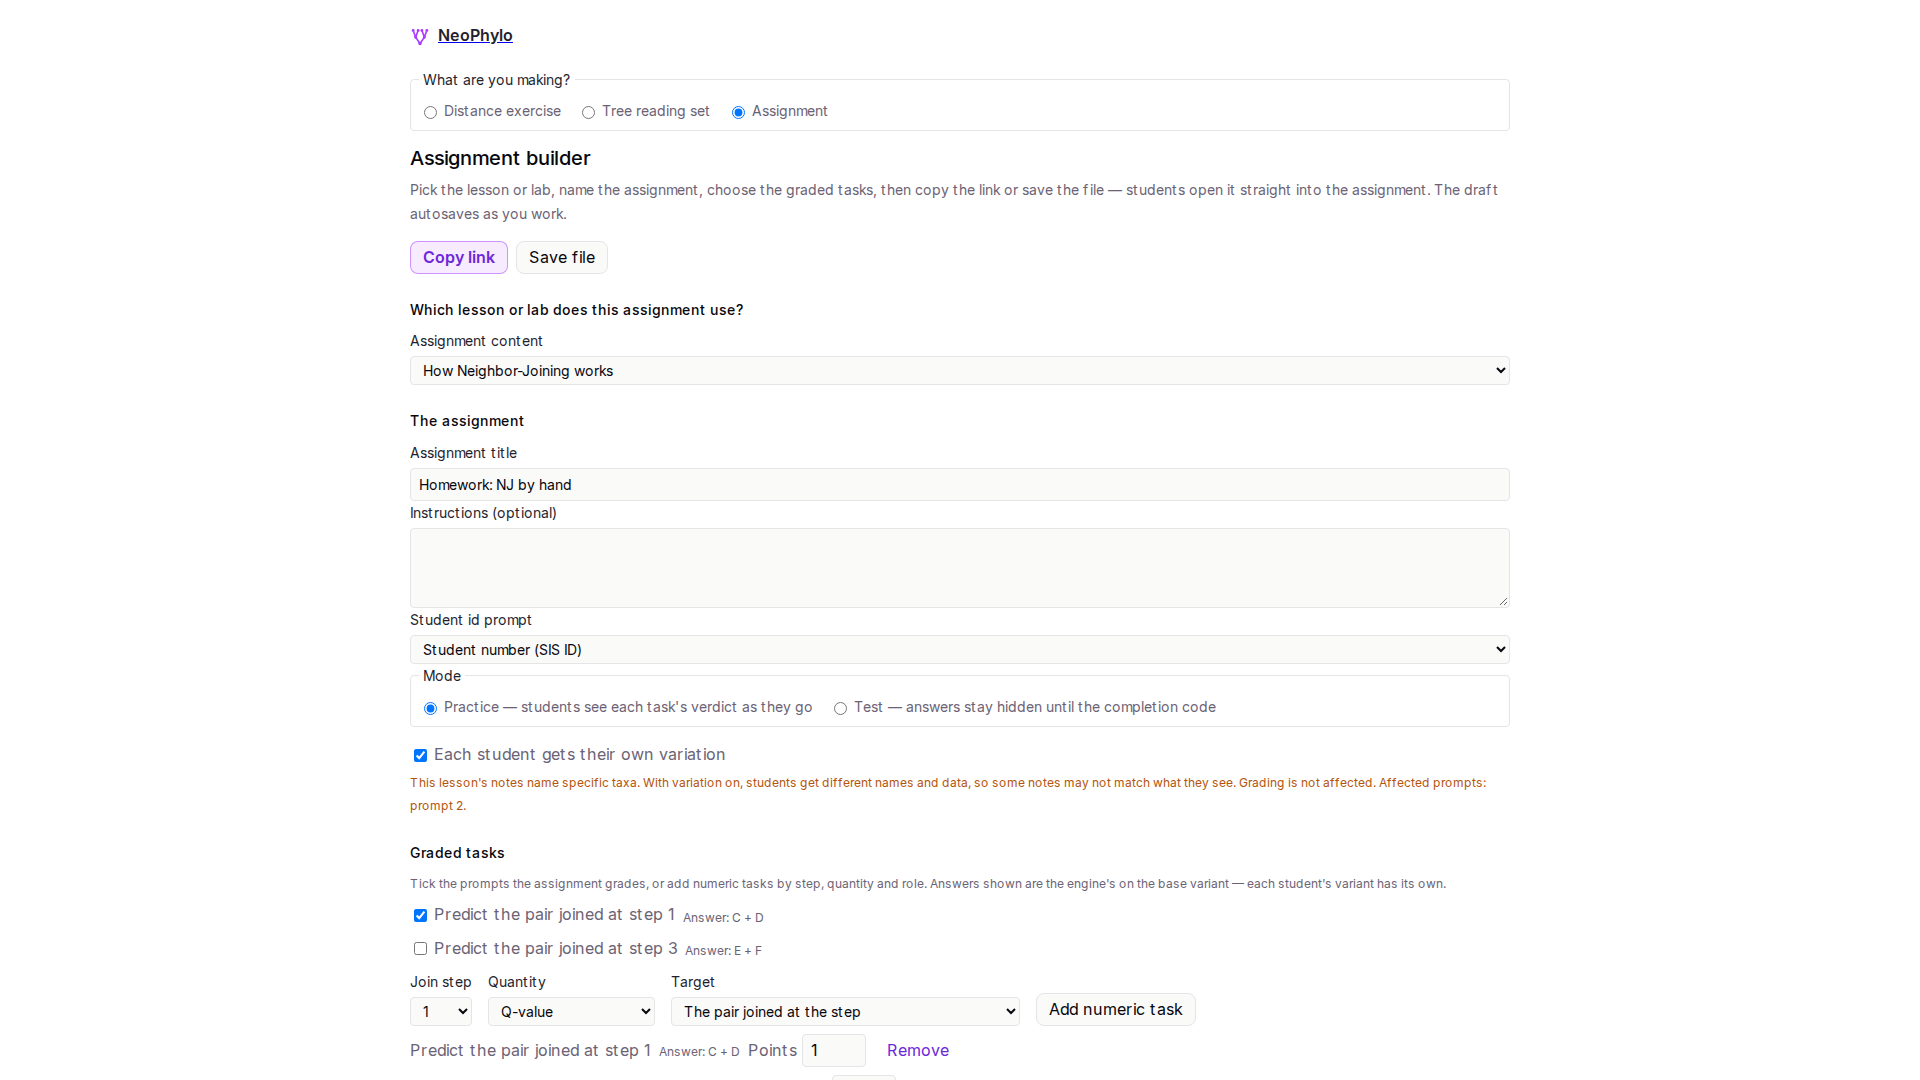 NeoPhylo
What are you making?
Distance exercise Tree reading set Assignment
Assignment builder
Pick the lesson or lab, name the assignment, choose the graded tasks, then copy the link or save the file — students open it straight into the assignment. The draft
autosaves as you work.
Copy link Save file
Which lesson or lab does this assignment use?
Assignment content
How Neighbor-Joining works
The assignment
Assignment title
Homework: NJ by hand
Instructions (optional)
Student id prompt
Student number (SIS ID)
Mode
Practice — students see each task's verdict as they go Test — answers stay hidden until the completion code
Each student gets their own variation
This lesson's notes name specific taxa. With variation on, students get different names and data, so some notes may not match what they see. Grading is not affected. Affected prompts:
prompt 2.
Graded tasks
Tick the prompts the assignment grades, or add numeric tasks by step, quantity and role. Answers shown are the engine's on the base variant — each student's variant has its own.
Predict the pair joined at step 1 Answer: C + D
Predict the pair joined at step 3 Answer: E + F
Join step Quantity Target
1 Q-value The pair joined at the step Add numeric task
Predict the pair joined at step 1 Answer: C + D Points 1 Remove